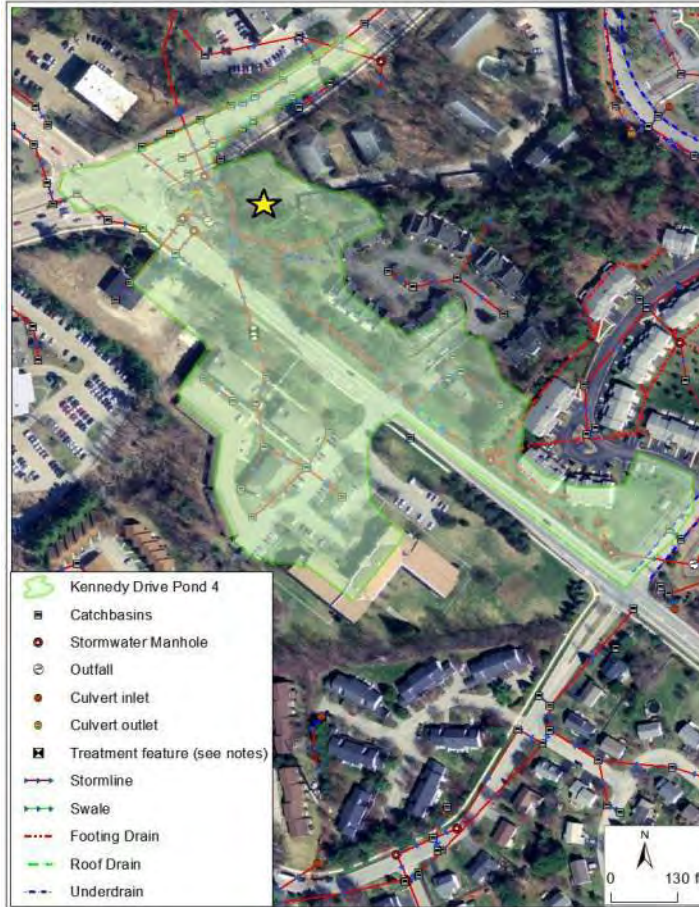 Kennedy Drive Pond 4
Catchbasins
Stormwater Manhole
Outfall
Culvert inlet
Culvert outlet
Treatment feature (see notes)
Stormline
Swale
Footing Drain
Roof Drain
Underdrain
N
0 130 f